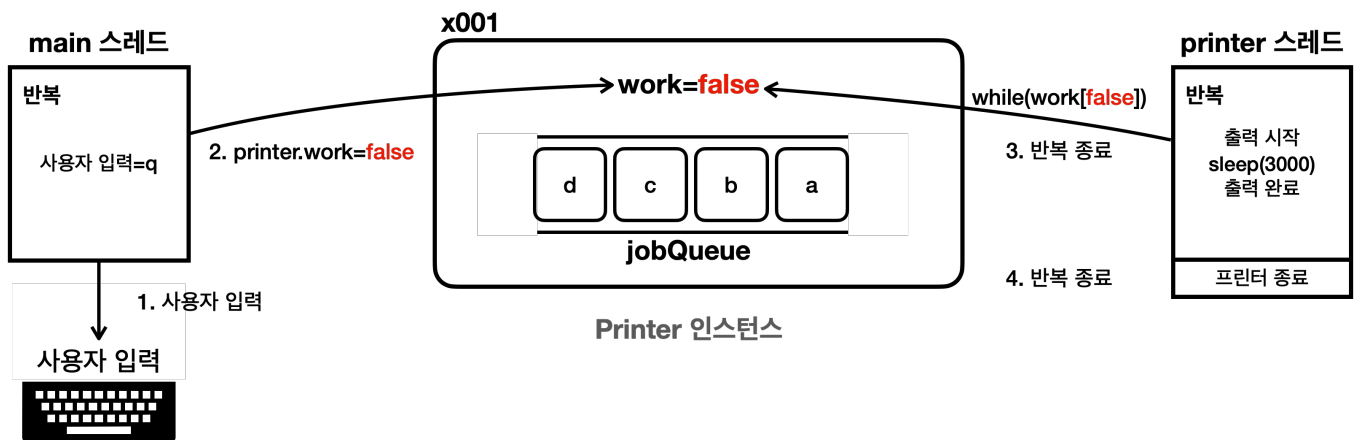 x001
main 스레드
printer 스레드
반복
사용자 입력=q
2. printer.work=false
work=false
while(work[false])
3. 반복 종료
반복
출력 시작
sleep(3000)
출력 완료
d c b a
jobQueue
4. 반복 종료
프린터 종료
1. 사용자 입력
Printer 인스턴스
사용자 입력